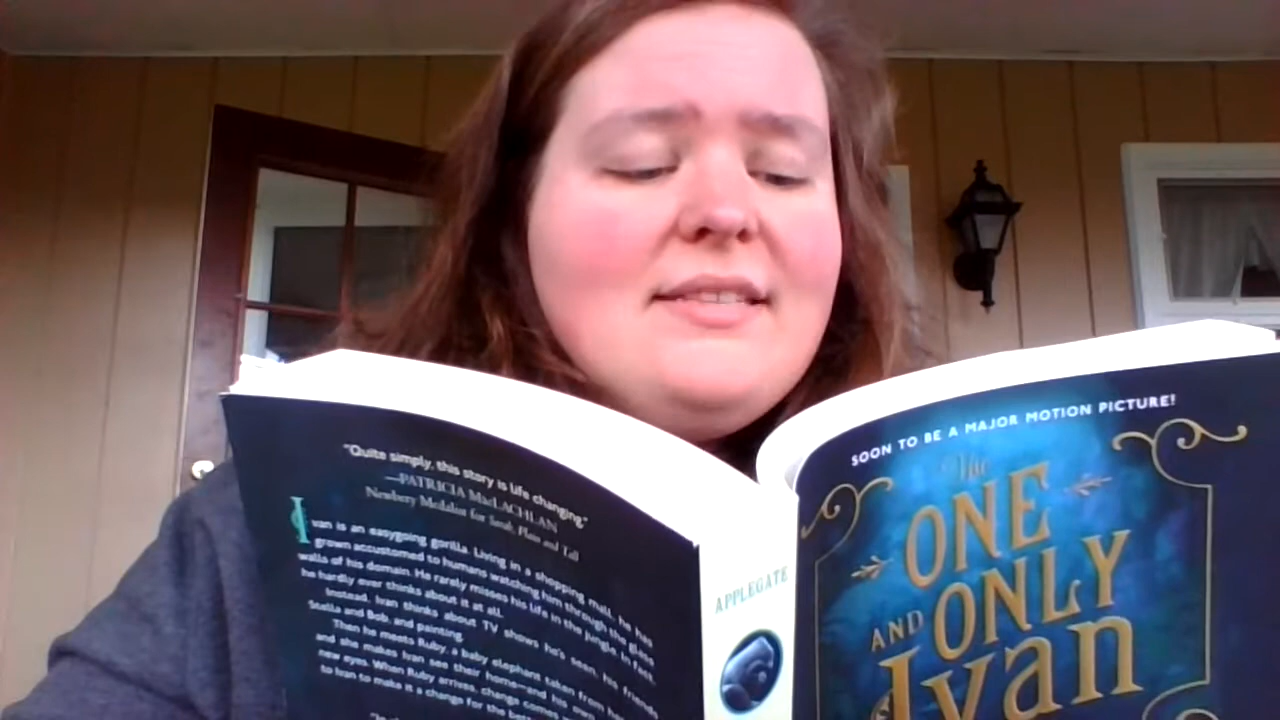 "Quite simply, this story is life changing."
—PATRICIA MacLACHLAN
Newbery Medalist for Sarah, Plain and Tall
Ivan is an easygoing gorilla. Living in a shopping mall, he has
grown accustomed to humans watching him through the glass
walls of his domain. He rarely misses his life in the jungle. In fact,
he hardly ever thinks about it at all.
Instead, Ivan thinks about TV shows he's seen, his friends
Stella and Bob, and painting.
Then he meets Ruby, a baby elephant taken from
and she makes Ivan see their home—and his own
new eyes. When Ruby arrives, change comes
to Ivan to make is a change for the
APPLEGATE
SOON TO BE A MAJOR MOTION PICTURE!
The
ONE
AND ONLY
Ivan